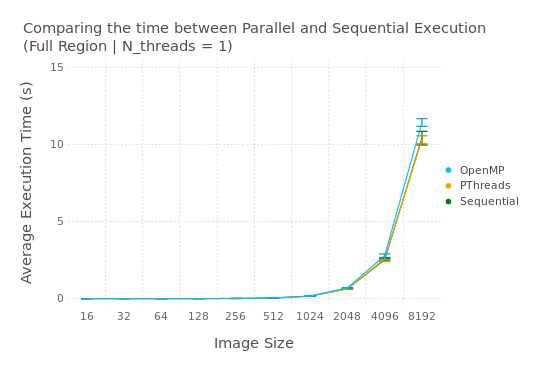 Comparing the time between Parallel and Sequential Execution
(Full Region | N_threads = 1)
Average Execution Time (s)
15
10
5
0
16 32 64 128 256 512 1024 2048 4096 8192
Image Size
OpenMP
PThreads
Sequential